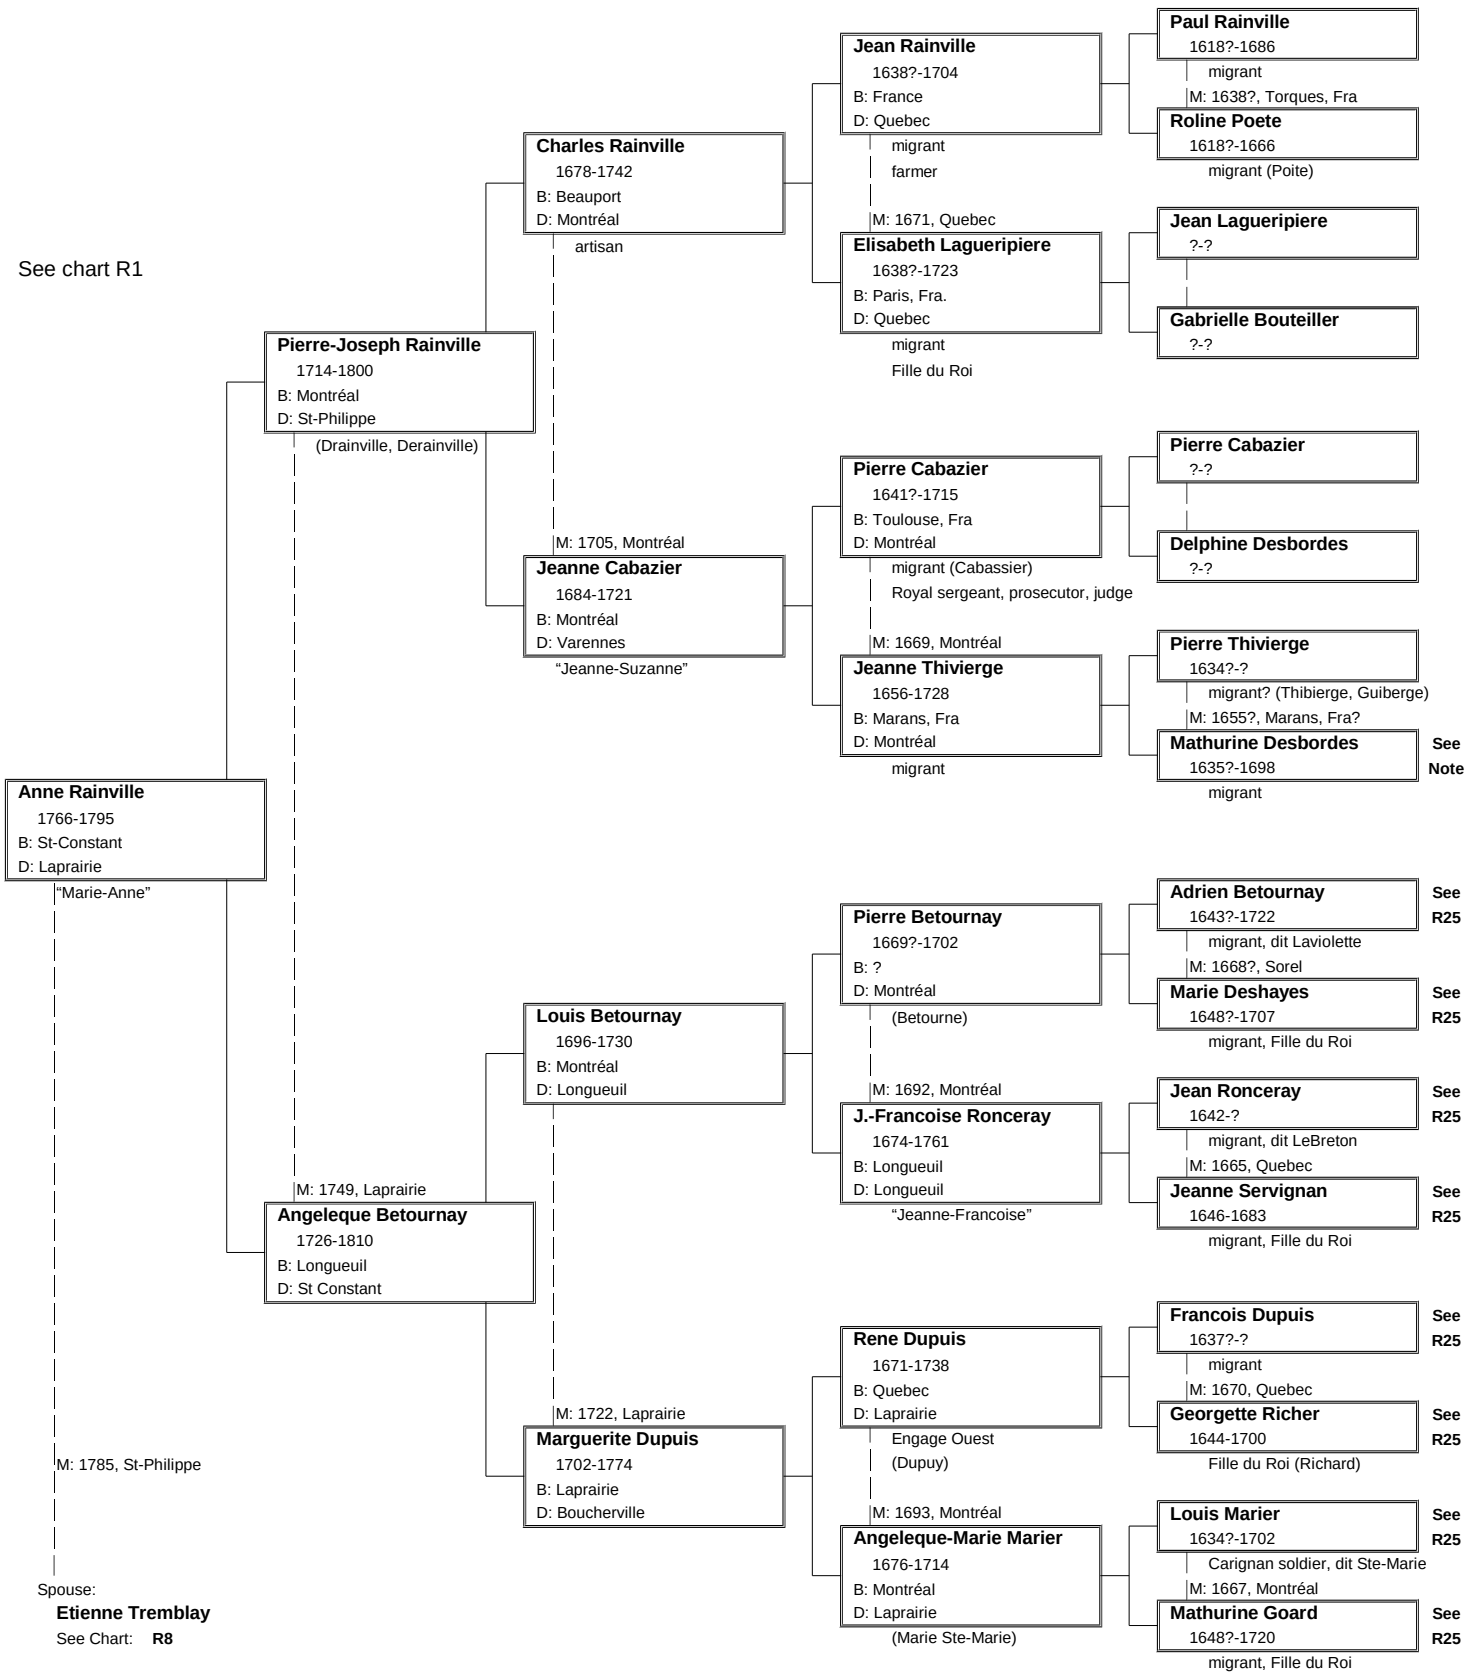 See chart R1
Anne Rainville
1766-1795
B: St-Constant
D: Laprairie
“Marie-Anne”
M: 1785, St-Philippe
Spouse:
Etienne Tremblay
See Chart: R8
Pierre-Joseph Rainville
1714-1800
B: Montréal
D: St-Philippe
(Drainville, Derainville)
M: 1749, Laprairie
Angeleque Betournay
1726-1810
B: Longueuil
D: St Constant
Charles Rainville
1678-1742
B: Beauport
D: Montréal
artisan
M: 1705, Montréal
Jeanne Cabazier
1684-1721
B: Montréal
D: Varennes
“Jeanne-Suzanne”
Louis Betournay
1696-1730
B: Montréal
D: Longueuil
M: 1722, Laprairie
Marguerite Dupuis
1702-1774
B: Laprairie
D: Boucherville
Jean Rainville
1638?-1704
B: France
D: Quebec
migrant
farmer
M: 1671, Quebec
Elisabeth Lagueripiere
1638?-1723
B: Paris, Fra.
D: Quebec
migrant
Fille du Roi
Pierre Cabazier
1641?-1715
B: Toulouse, Fra
D: Montréal
migrant (Cabassier)
Royal sergeant, prosecutor, judge
M: 1669, Montréal
Jeanne Thivierge
1656-1728
B: Marans, Fra
D: Montréal
migrant
Pierre Betournay
1669?-1702
B: ?
D: Montréal
(Betourne)
M: 1692, Montréal
J.-Francoise Ronceray
1674-1761
B: Longueuil
D: Longueuil
“Jeanne-Francoise”
Rene Dupuis
1671-1738
B: Quebec
D: Laprairie
Engage Ouest
(Dupuy)
M: 1693, Montréal
Angeleque-Marie Marier
1676-1714
B: Montréal
D: Laprairie
(Marie Ste-Marie)
Paul Rainville
1618?-1686
migrant
M: 1638?, Torques, Fra
Roline Poete
1618?-1666
migrant (Poite)
Jean Lagueripiere
?-?
Gabrielle Bouteiller
?-?
Pierre Cabazier
?-?
Delphine Desbordes
?-?
Pierre Thivierge
1634?-?
migrant? (Thibierge, Guiberge)
M: 1655?, Marans, Fra?
Mathurine Desbordes See
1635?-1698 Note
migrant
Adrien Betournay See
1643?-1722 R25
migrant, dit Laviolette
M: 1668?, Sorel
Marie Deshayes See
1648?-1707 R25
migrant, Fille du Roi
Jean Ronceray See
1642-? R25
migrant, dit LeBreton
M: 1665, Quebec
Jeanne Servignan See
1646-1683 R25
migrant, Fille du Roi
Francois Dupuis See
1637?-? R25
migrant
M: 1670, Quebec
Georgette Richer See
1644-1700 R25
Fille du Roi (Richard)
Louis Marier See
1634?-1702 R25
Carignan soldier, dit Ste-Marie
M: 1667, Montréal
Mathurine Goard See
1648?-1720 R25
migrant, Fille du Roi